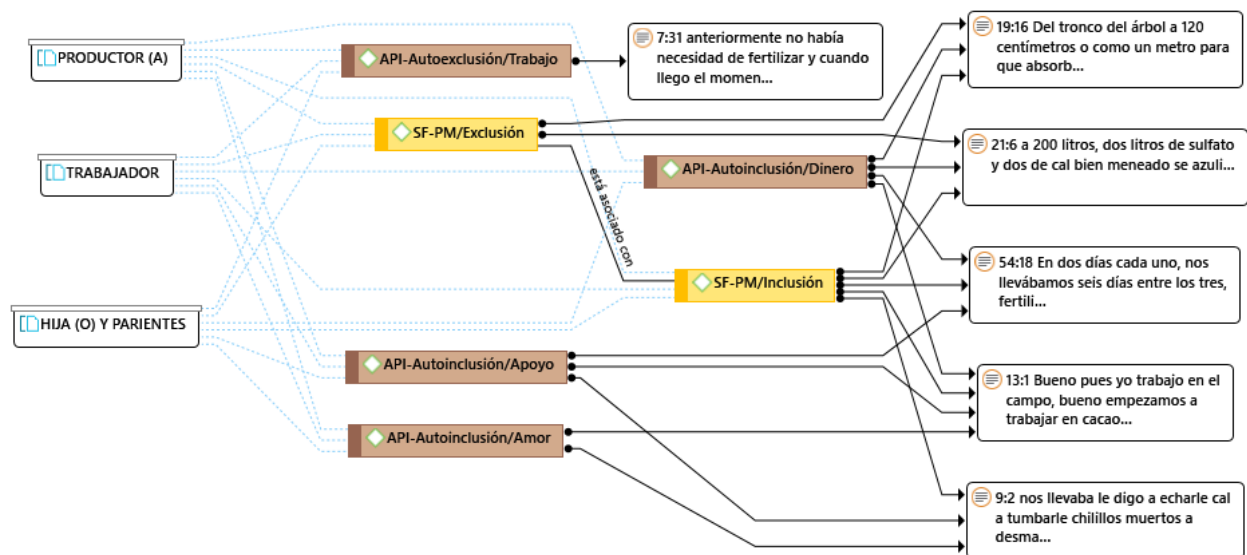 PRODUCTOR (A)
TRABAJADOR
HIJA (O) Y PARIENTES
API-Autoexclusión/Trabajo
SF-PM/Exclusión
API-Autoinclusión/Dinero
está asociado con
SF-PM/Inclusión
API-Autoinclusión/Apoyo
API-Autoinclusión/Amor
7:31 anteriormente no había
necesidad de fertilizar y cuando
llego el momen...
19:16 Del tronco del árbol a 120
centímetros o como un metro para
que absorb...
21:6 a 200 litros, dos litros de sulfato
y dos de cal bien meneado se azuli...
54:18 En dos días cada uno, nos
llevábamos seis días entre los tres,
fertili...
13:1 Bueno pues yo trabajo en el
campo, bueno empezamos a
trabajar en cacao...
9:2 nos llevaba le digo a echarle cal
a tumbarle chilillos muertos a
desma...